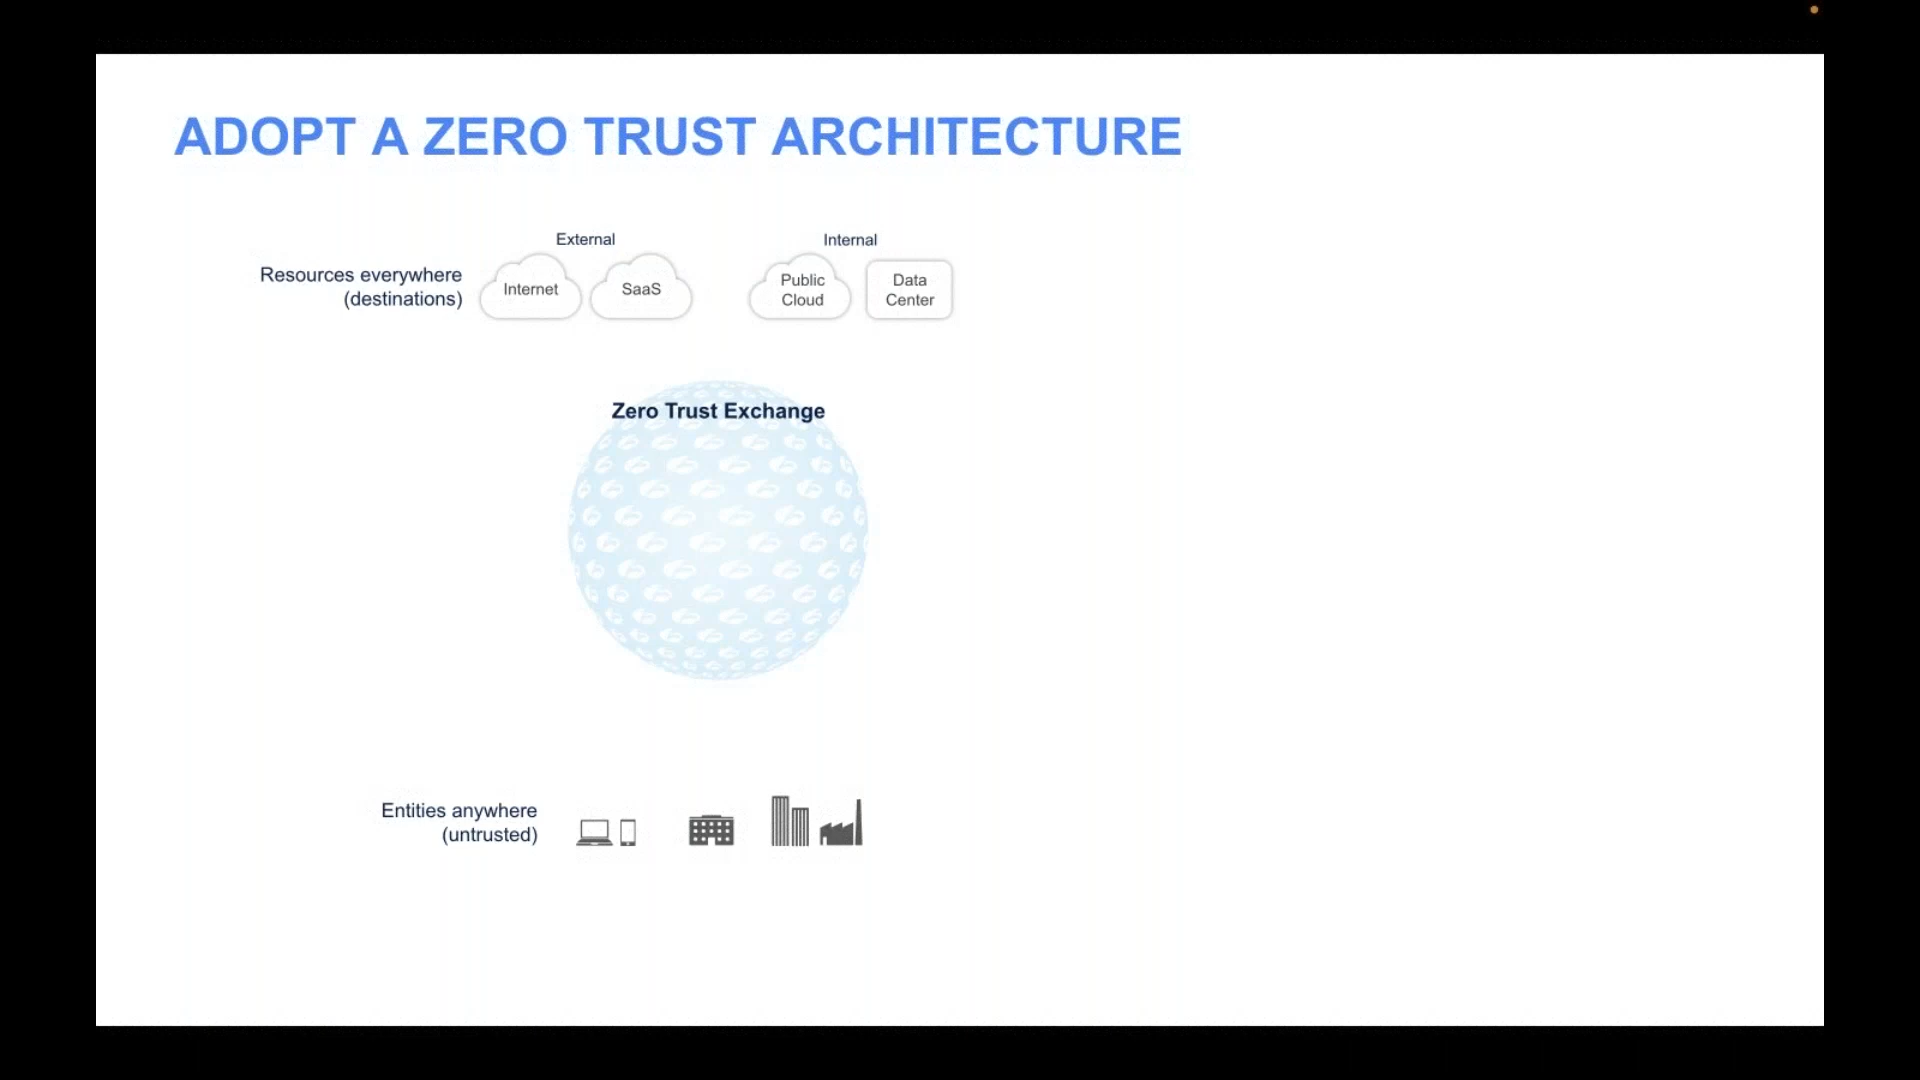 ADOPT A ZERO TRUST ARCHITECTURE
External
Internal
Resources everywhere
(destinations)
Internet
SaaS
Public
Cloud
Data
Center
Zero Trust Exchange
Entities anywhere
(untrusted)